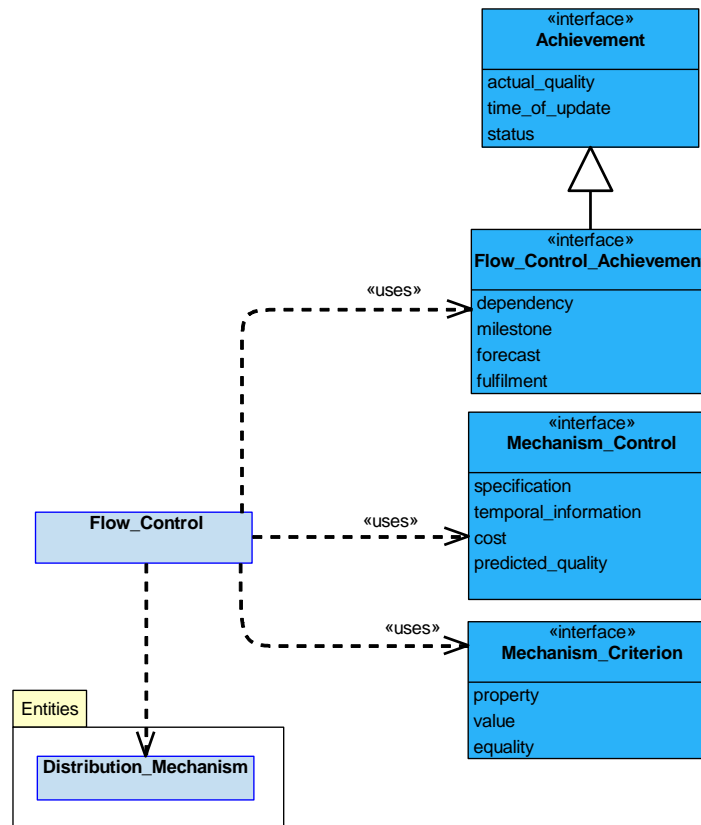 «interface»
Achievement
actual_quality
time_of_update
status
«interface»
Flow_Control_Achievemen
dependency
milestone
forecast
fulfilment
«uses»
«interface»
Mechanism_Control
specification
temporal_information
cost
predicted_quality
Flow_Control
«uses»
«interface»
Mechanism_Criterion
property
value
equality
«uses»
Entities
Distribution_Mechanism